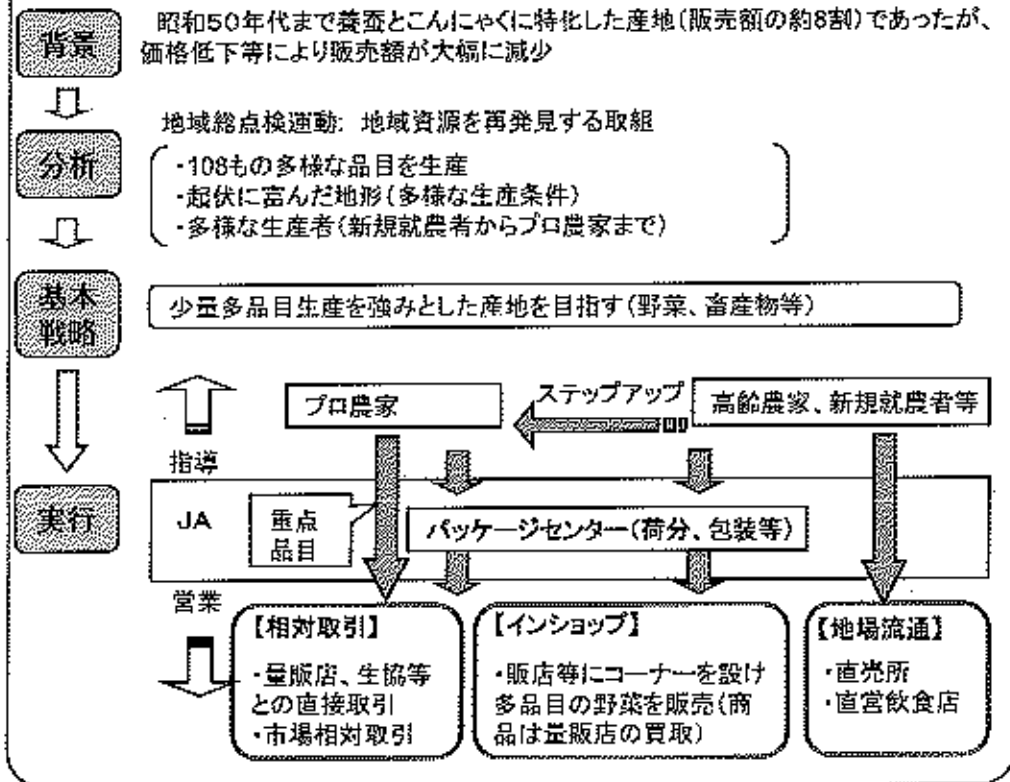 背景
昭和50年代まで養蚕とこんにゃくに特化した産地(販売額の約8割)であったが、
価格低下等により販売額が大幅に減少
分析
地域総点検運動: 地域資源を再発見する取組
・108もの多様な品目を生産
・起伏に富んだ地形(多様な生産条件)
・多様な生産者(新規就農者からプロ農家まで)
基本
戦略
少量多品目生産を強みとした産地を目指す(野菜、畜産物等)
プロ農家
ステップアップ
高齢農家、新規就農者等
指導
実行
JA
重点
品目
パッケージセンター(荷分、包装等)
営業
【相対取引】
・量販店、生協等
との直接取引
・市場相対取引
【インショップ】
・販店等にコーナーを設け
多品目の野菜を販売(商
品は量販店の買取)
【地場流通】
・直売所
・直営飲食店